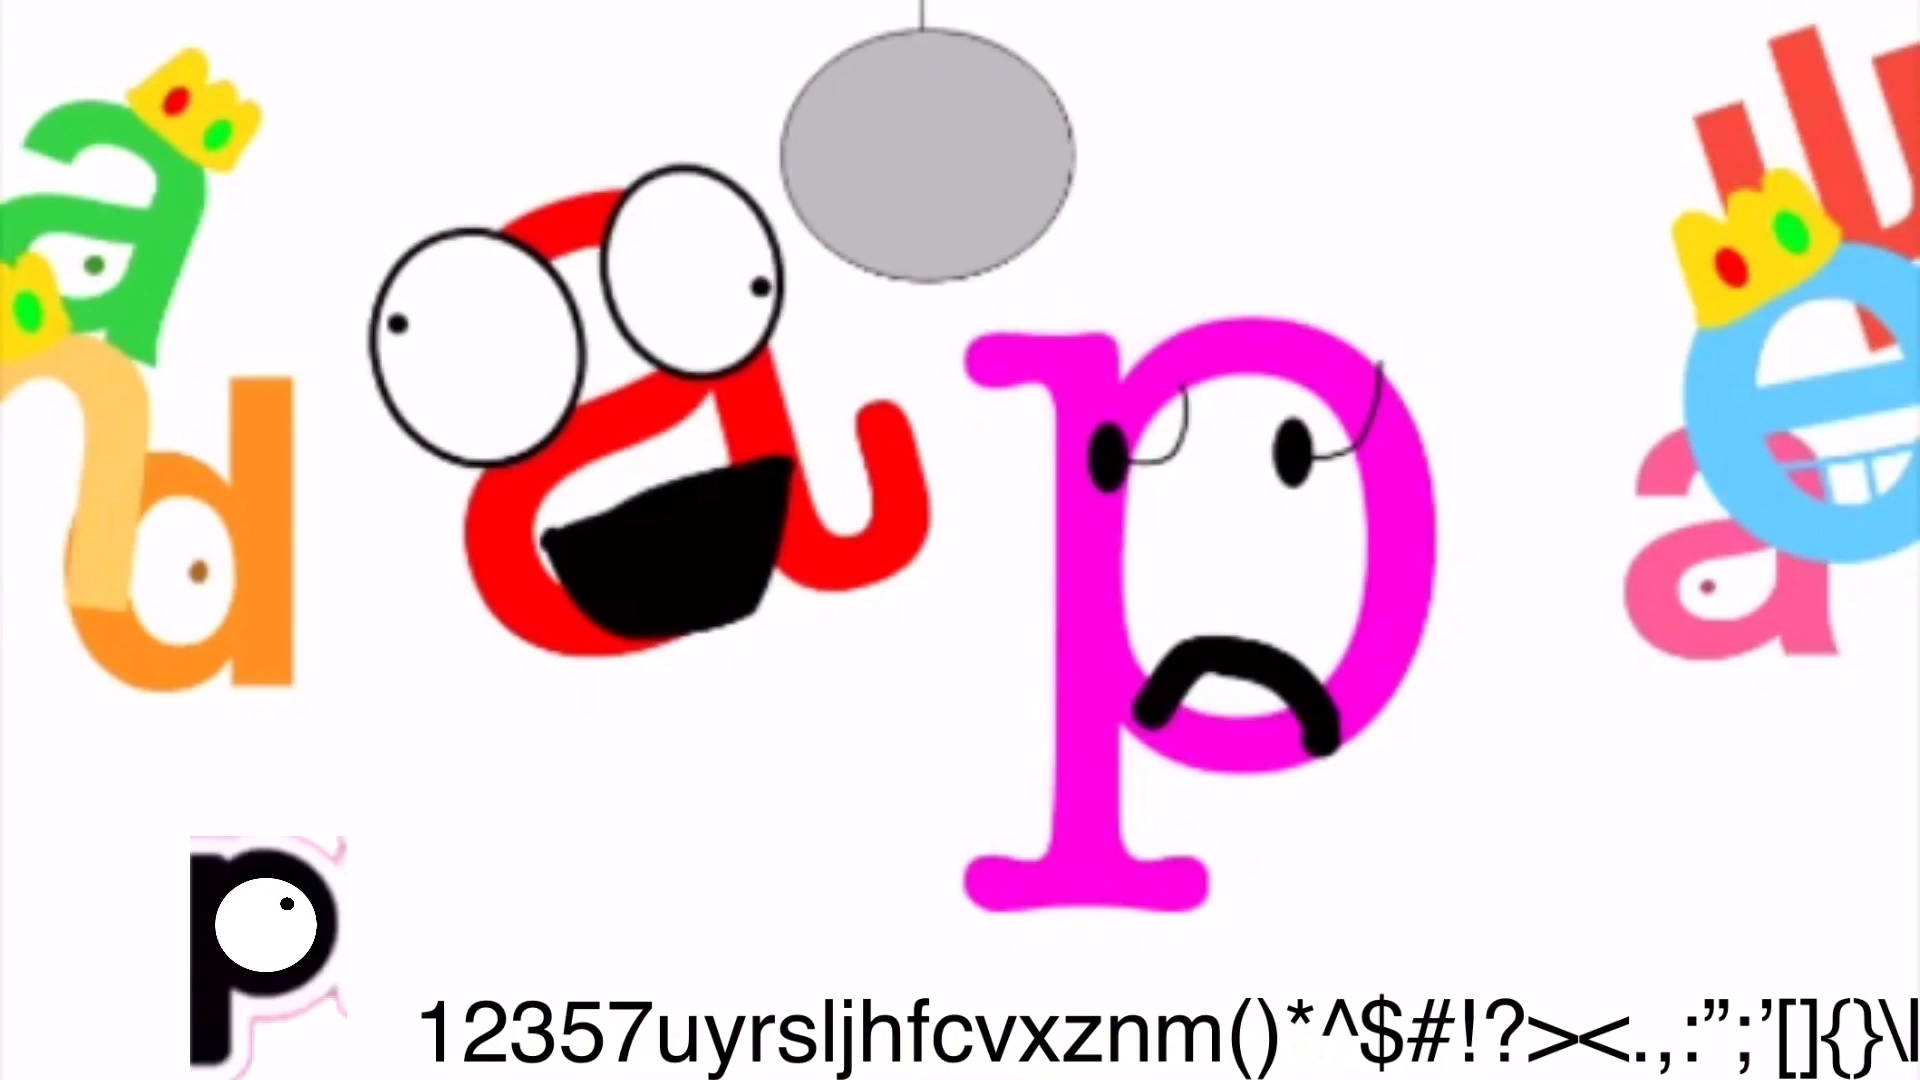 a
n
d
a
p
e
a
p
12357uyrsljhfcvxznm()*^$#!?><.,:”;’[]{}\|